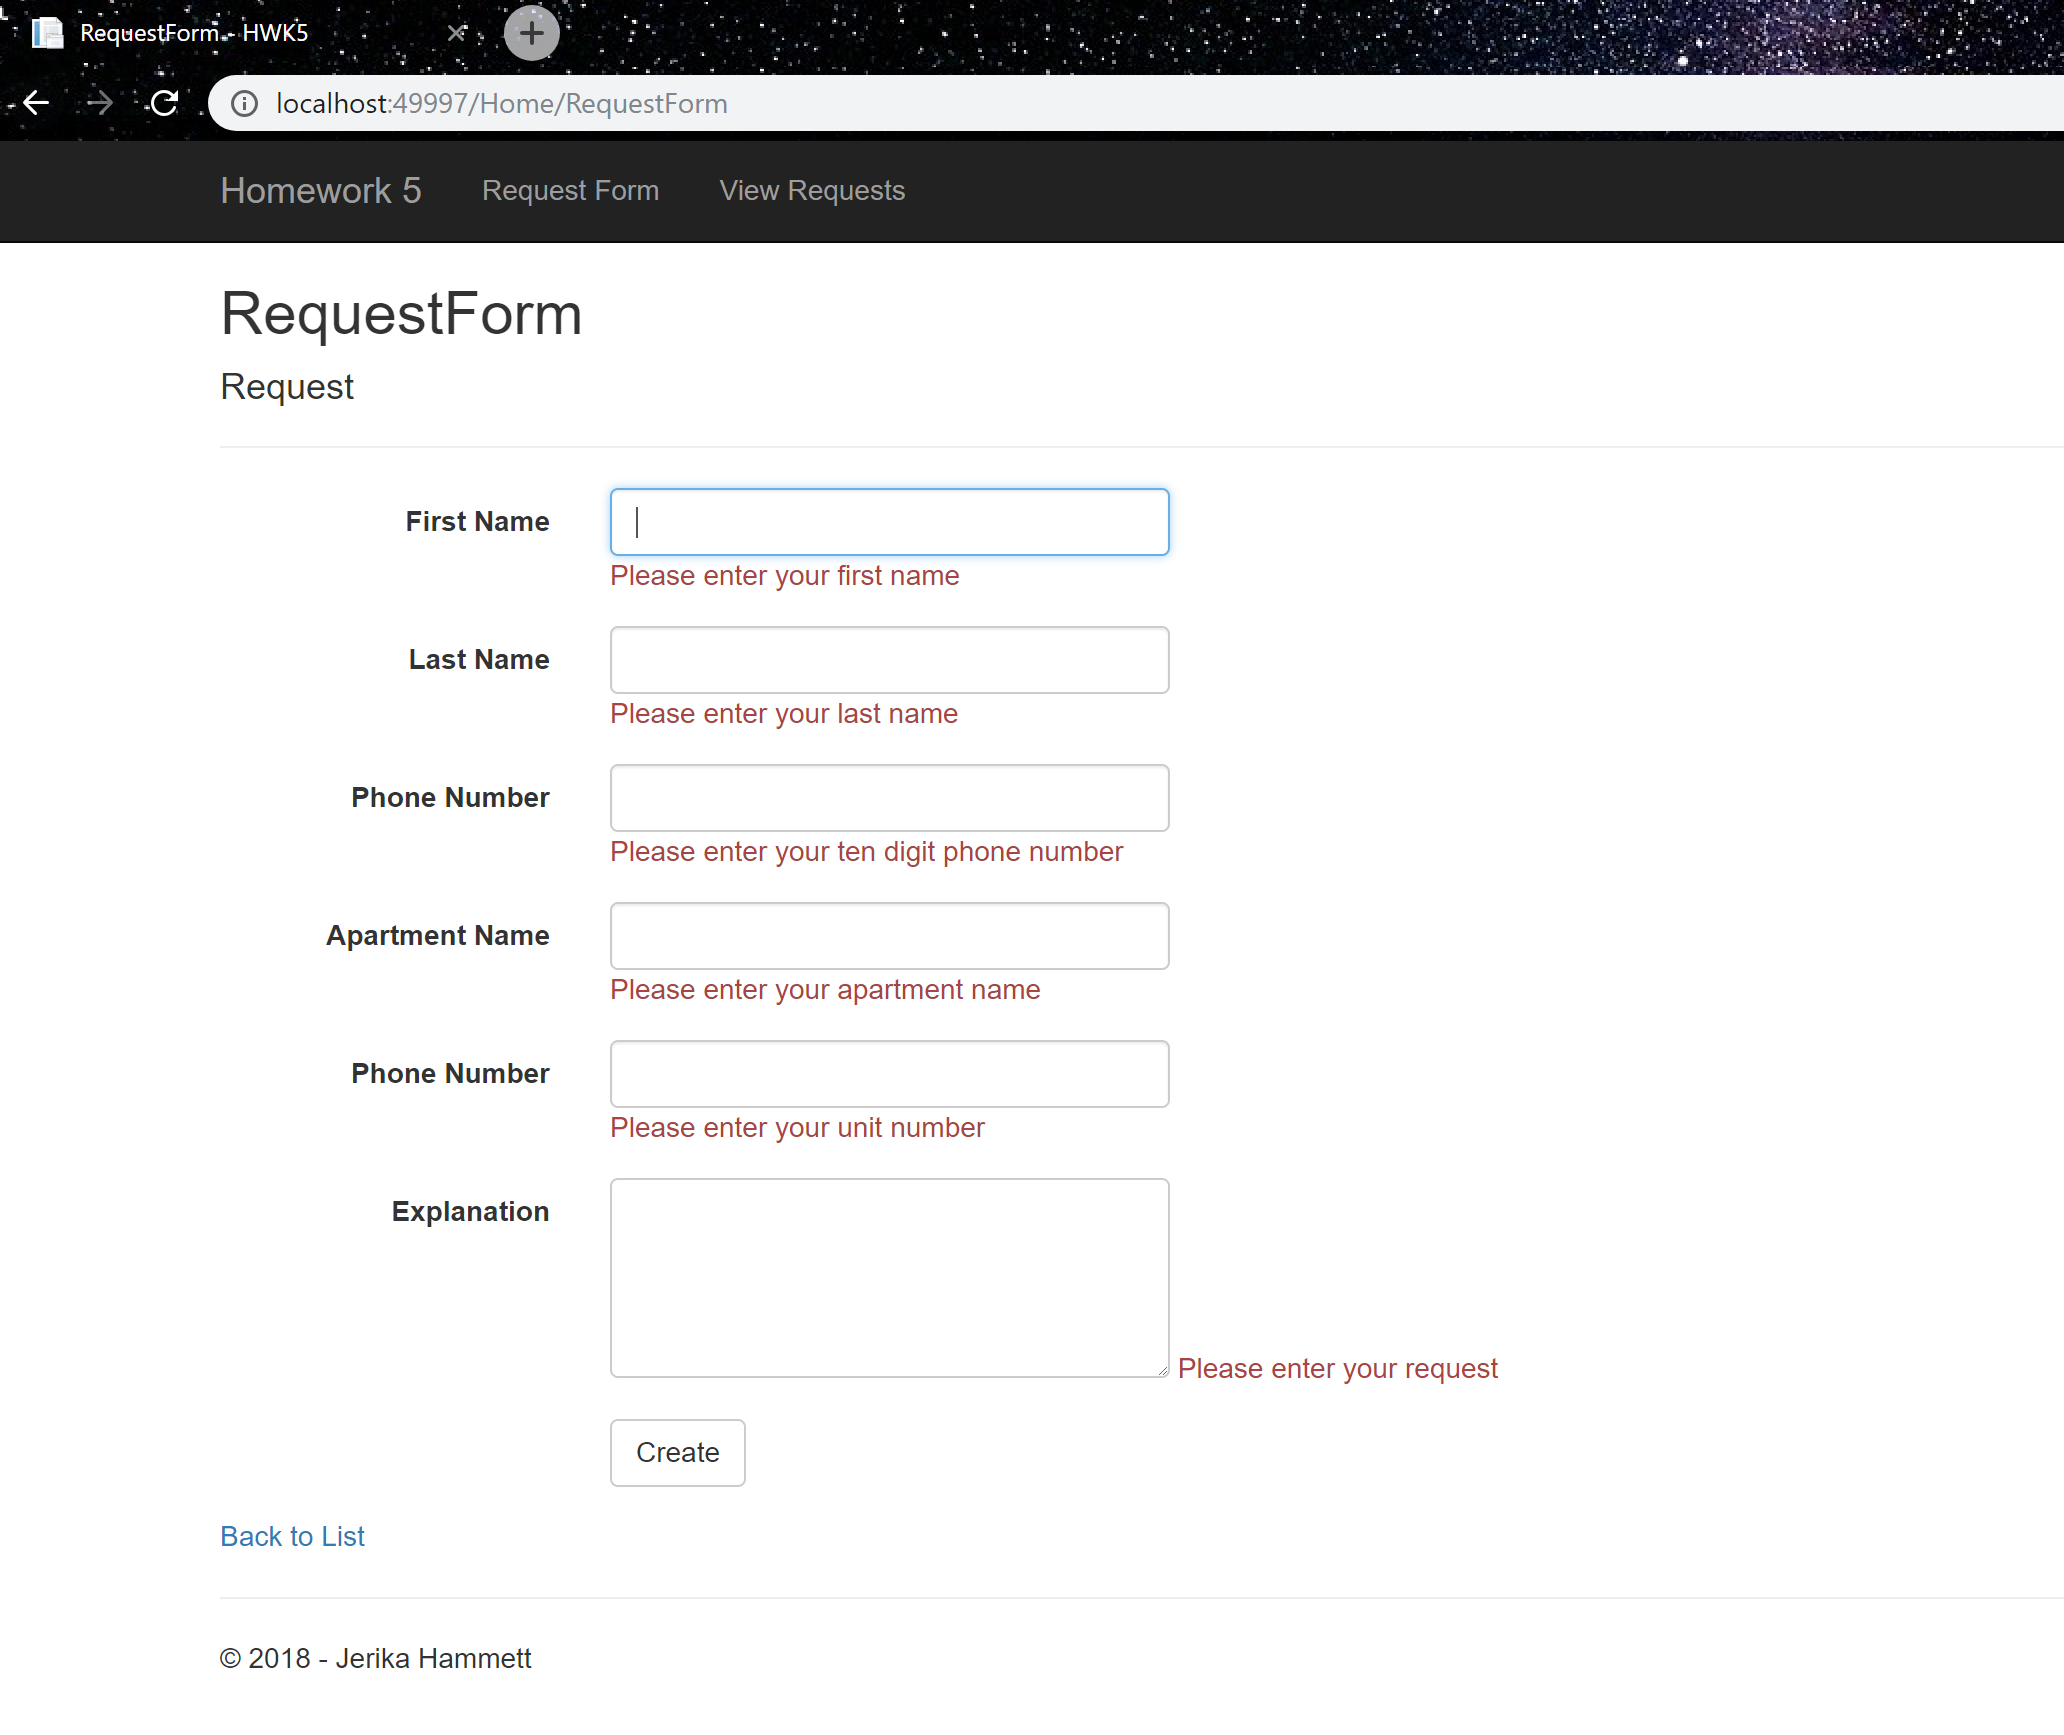 RequestForm - HWK5
localhost:49997/Home/RequestForm
Homework 5 Request Form View Requests
RequestForm
Request
First Name
Please enter your first name
Last Name
Please enter your last name
Phone Number
Please enter your ten digit phone number
Apartment Name
Please enter your apartment name
Phone Number
Please enter your unit number
Explanation
Please enter your request
Create
Back to List
© 2018 - Jerika Hammett